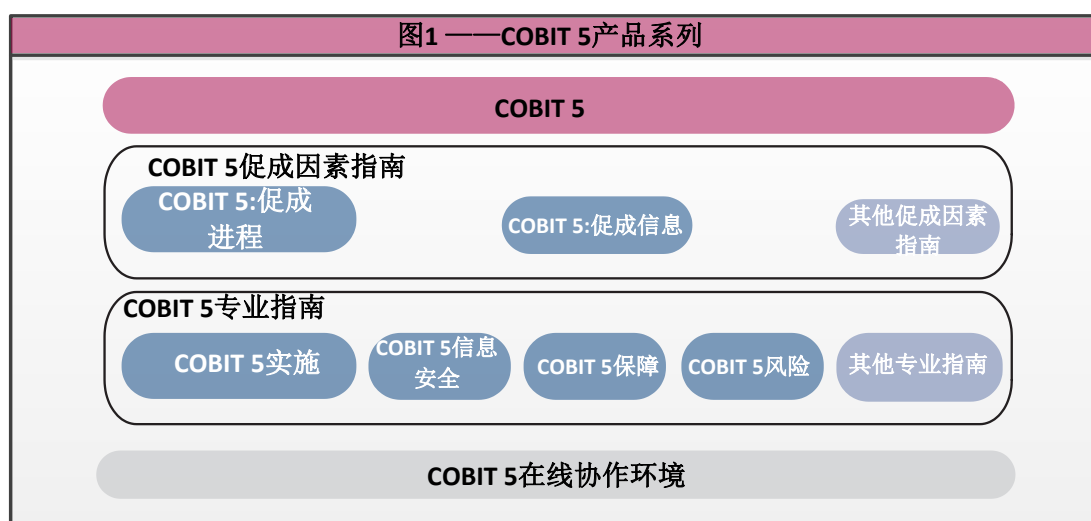 图1 ——COBIT 5产品系列
COBIT 5
COBIT 5促成因素指南
COBIT 5:促成
进程
COBIT 5:促成信息
其他促成因素
指南
COBIT 5专业指南
COBIT 5实施
COBIT 5信息
安全
COBIT 5保障
COBIT 5风险
其他专业指南
COBIT 5在线协作环境